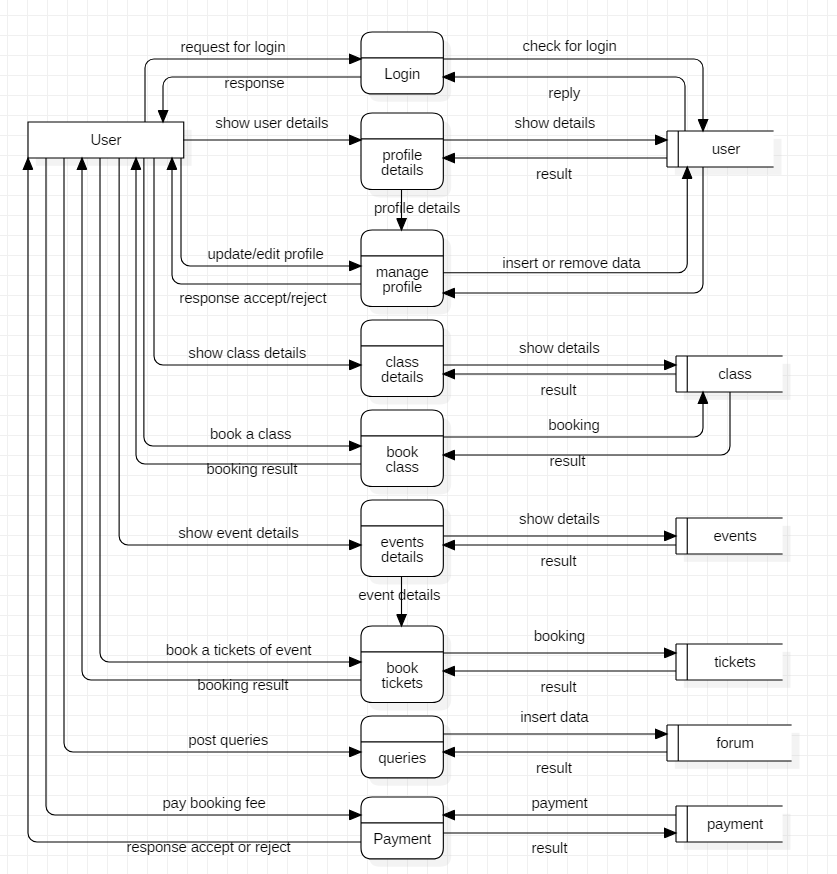 request for login
check for login
Login
response
reply
show user details
show details
User
profile
details
user
result
profile details
update/edit profile
insert or remove data
manage
profile
response accept/reject
show class details
show details
class
details
class
result
book a class
booking
book
class
booking result
result
show event details
show details
events
details
events
result
event details
book a tickets of event
booking
book
tickets
tickets
booking result
result
insert data
post queries
forum
queries
result
pay booking fee
payment
Payment
payment
response accept or reject
result